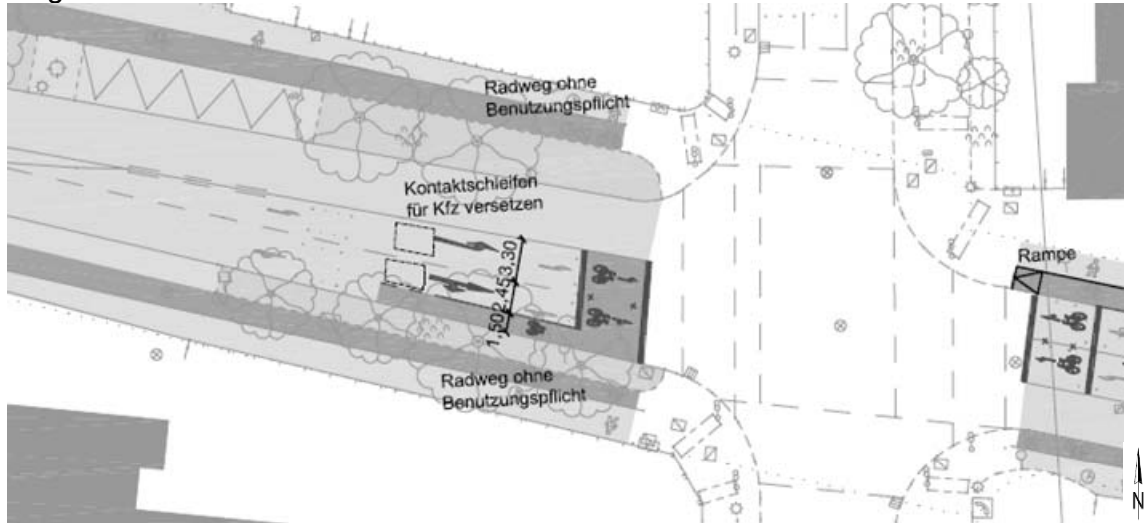 Radweg ohne
Benutzungspflicht
Kontaktschleifen
für Kfz versetzen
3,30
2,45
1,50
Rampe
Radweg ohne
Benutzungspflicht
N